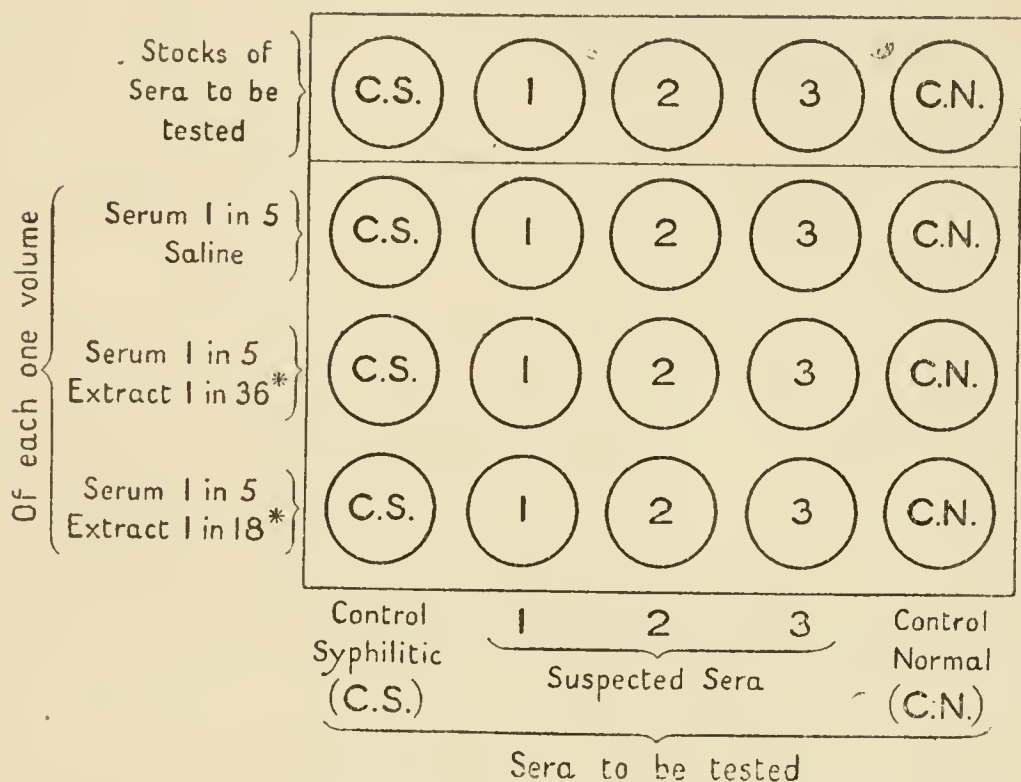 Stocks of
Sera to be
tested
C.S. 1 2 3 C.N.
Of each one volume
Serum 1 in 5
Saline
C.S. 1 2 3 C.N.
Serum 1 in 5
Extract 1 in 36*
C.S. 1 2 3 C.N.
Serum 1 in 5
Extract 1 in 18*
C.S. 1 2 3 C.N.
Control
Syphilitic
(C.S.)
1 2 3
Suspected Sera
Control
Normal
(C.N.)
Sera to be tested